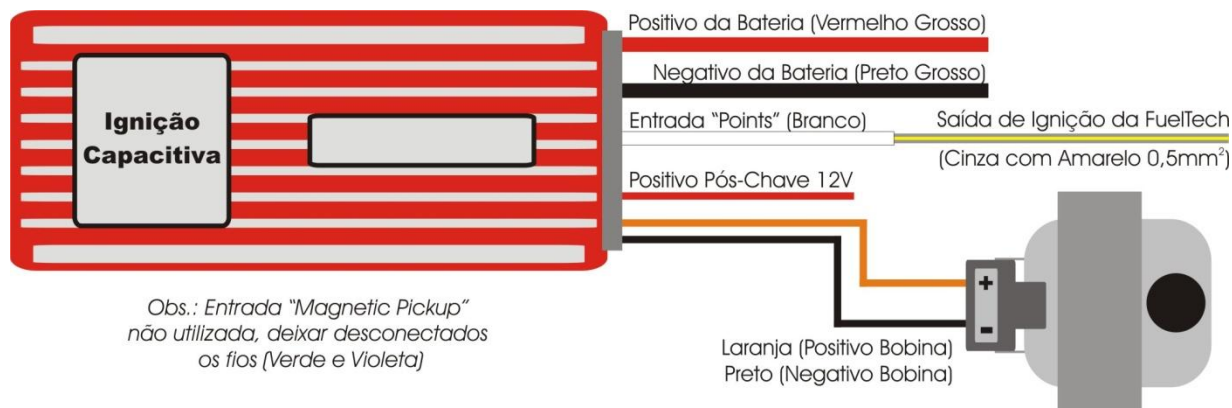 Ignição
Capacitiva
Positivo da Bateria (Vermelho Grosso)
Negativo da Bateria (Preto Grosso)
Entrada "Points" (Branco)
Saída de Ignição da FuelTech
(Cinza com Amarelo 0,5mm²)
Positivo Pós-Chave 12V
+
-
Laranja (Positivo Bobina)
Preto (Negativo Bobina)
Obs.: Entrada "Magnetic Pickup"
não utilizada, deixar desconectados
os fios (Verde e Violeta)